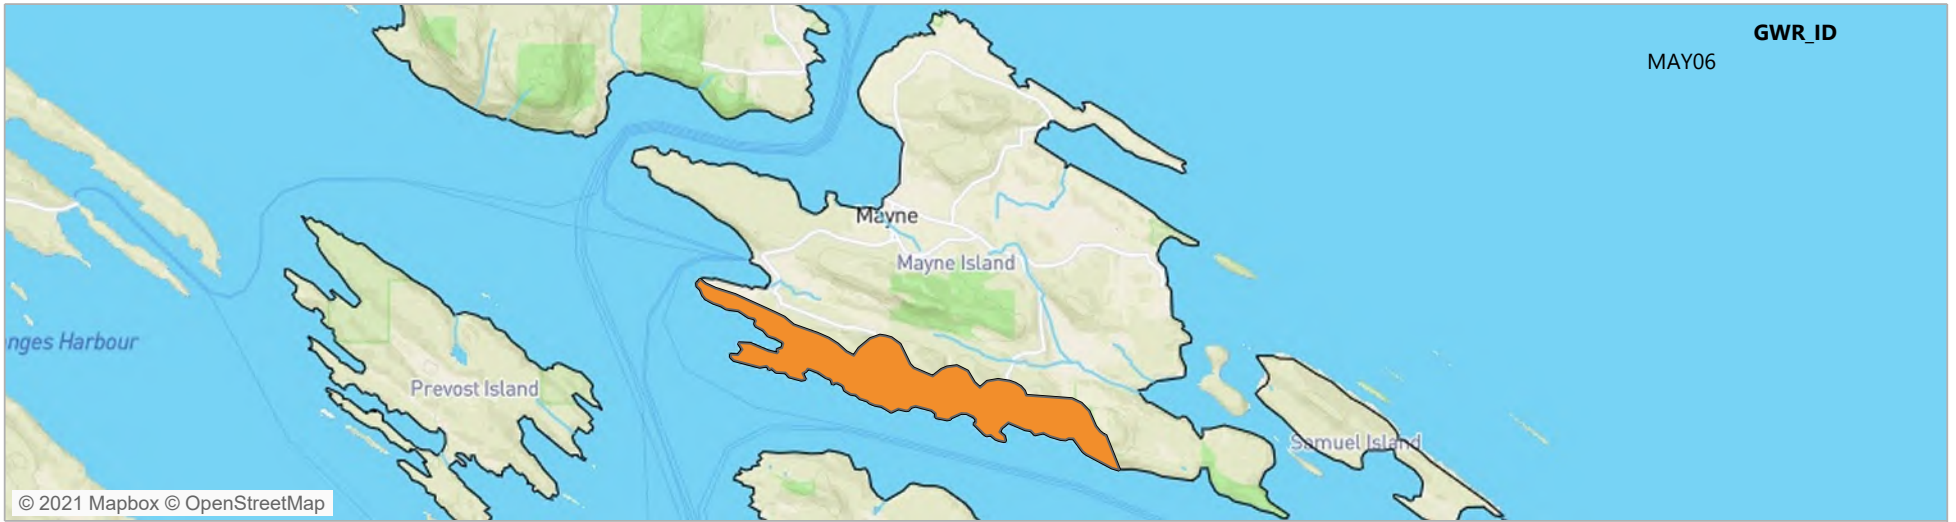 GWR_ID
MAY06
Mayne
Mayne Island
nges Harbour
Prevost Island
Samuel Island
© 2021 Mapbox © OpenStreetMap